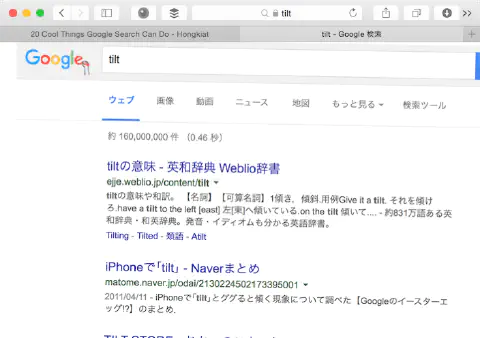 tilt
20 Cool Things Google Search Can Do - Hongkiat
tilt - Google 検索
Google
tilt
ウェブ 画像 動画 ニュース 地図 もっと見る 検索ツール
約 160,000,000 件 (0.46 秒)
tiltの意味 - 英和辞典 Weblio辞書
ejje.weblio.jp/content/tilt
tiltの意味や和訳。 【名詞】【可算名詞】1傾き，傾斜.用例Give it a tilt. それを傾け
ろ.have a tilt to the left [east] 左[東]へ傾いている.on the tilt 傾いて.... - 約831万語ある英
和辞典・和英辞典。発音・イディオムも分かる英語辞書。
Tilting - Tilted - 類語 - Atilt
iPhoneで「tilt」 - Naverまとめ
matome.naver.jp/odai/2130224502173395001
2011/04/11 - iPhoneで「tilt」とググると傾く現象について調べた【Googleのイースターエ
ッグ!?】のまとめ.